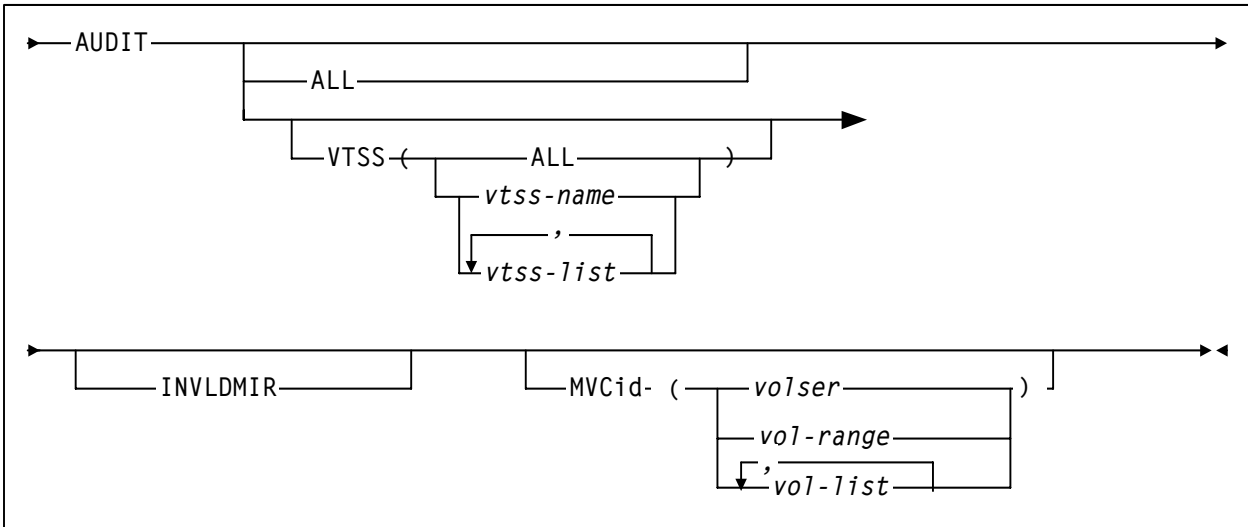 AUDIT
ALL
VTSS ( ALL )
vtss-name
,
vtss-list
INVLDMIR
MVCid- ( volser )
vol-range
,
vol-list